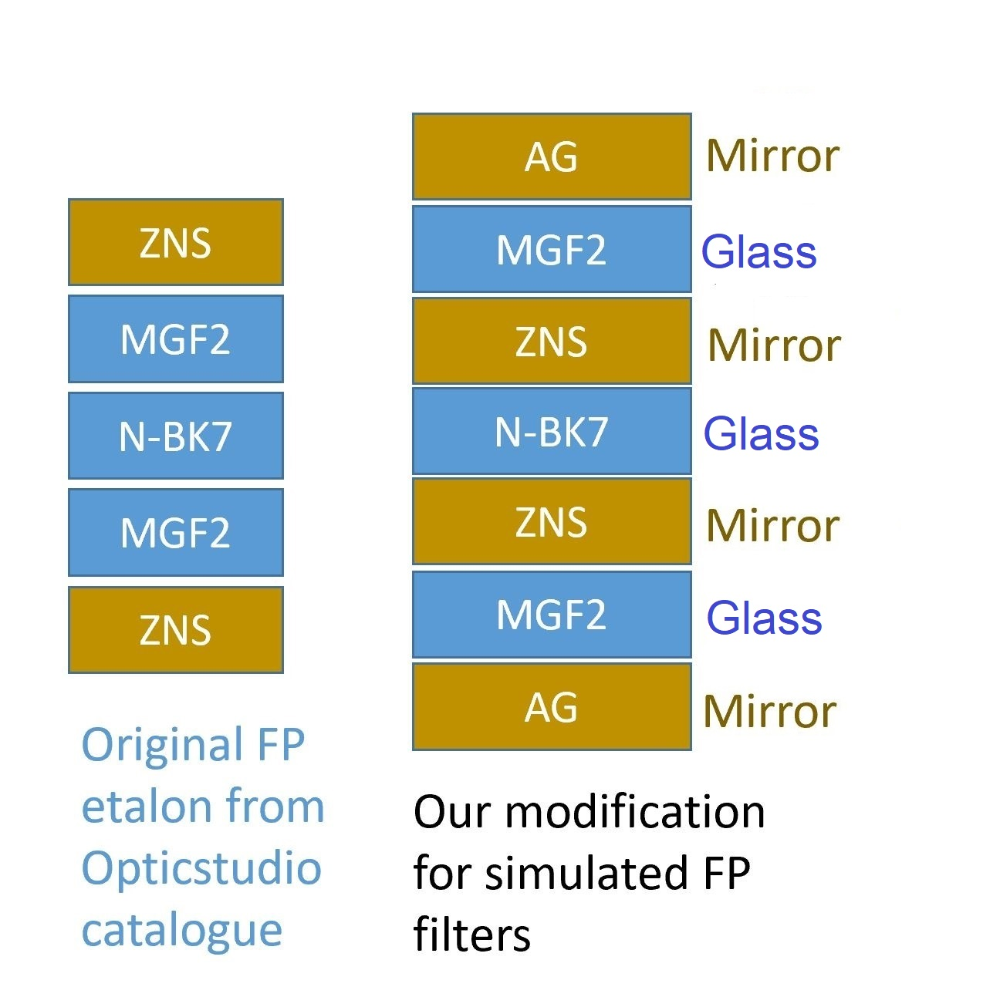 ZNS
MGF2
N-BK7
MGF2
ZNS
Original FP
etalon from
Opticstudio
catalogue
AG Mirror
MGF2 Glass
ZNS Mirror
N-BK7 Glass
ZNS Mirror
MGF2 Glass
AG Mirror
Our modification
for simulated FP
filters